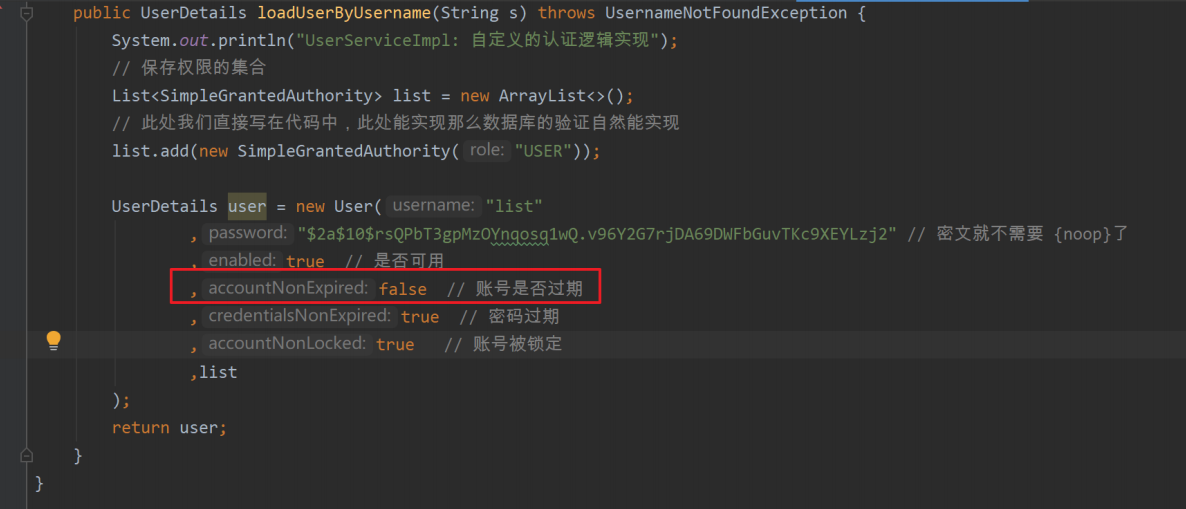 public UserDetails loadUserByUsername(String s) throws UsernameNotFoundException {
System.out.println("UserServiceImpl: 自定义的认证逻辑实现");
// 保存权限的集合
List<SimpleGrantedAuthority> list = new ArrayList<>();
// 此处我们直接写在代码中，此处能实现那么数据库的验证自然能实现
list.add(new SimpleGrantedAuthority( role: "USER"));
UserDetails user = new User( username: "list"
, password: "$2a$10$rsQPbT3gpMzOYnqosq1wQ.v96Y2G7rjDA69DWFbGuvTKc9XEYLzj2" // 密文就不需要 {noop}了
, enabled: true // 是否可用
, accountNonExpired: false // 账号是否过期
, credentialsNonExpired: true // 密码过期
, accountNonLocked: true // 账号被锁定
,list
);
return user;
}
}